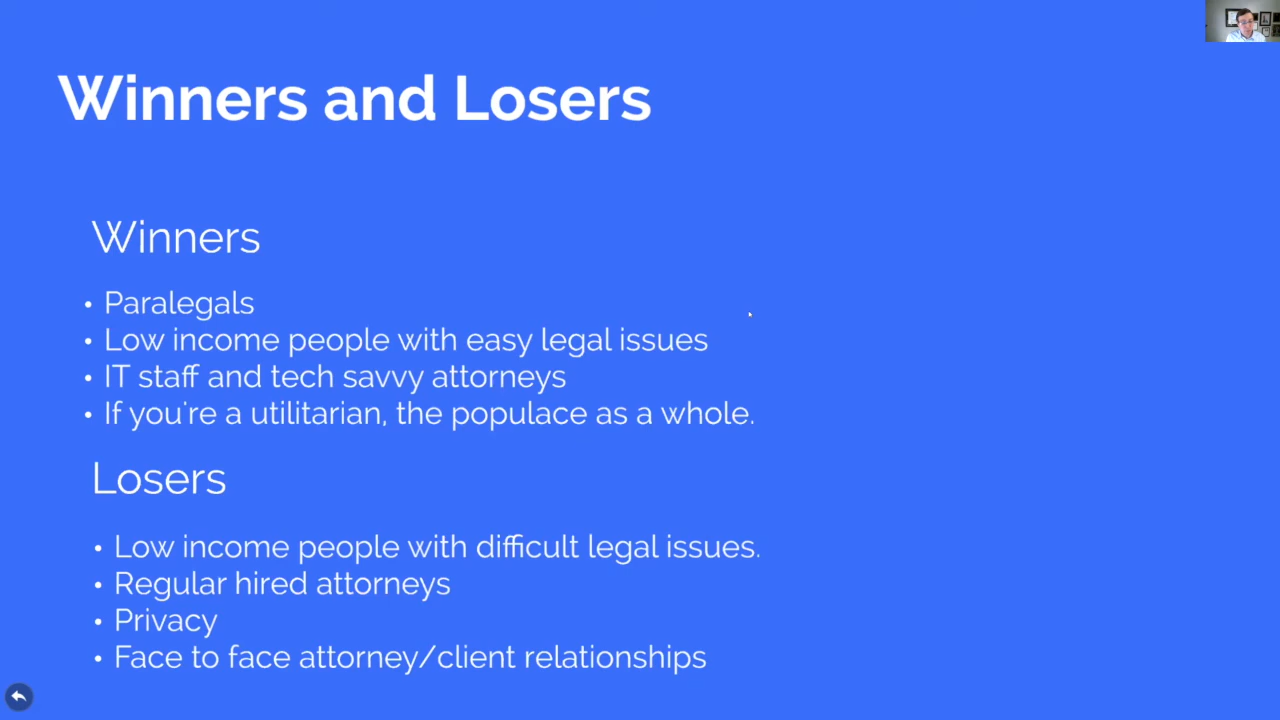 Winners and Losers
Winners
• Paralegals
• Low income people with easy legal issues
• IT staff and tech savvy attorneys
• If you're a utilitarian, the populace as a whole.
Losers
• Low income people with difficult legal issues.
• Regular hired attorneys
• Privacy
• Face to face attorney/client relationships